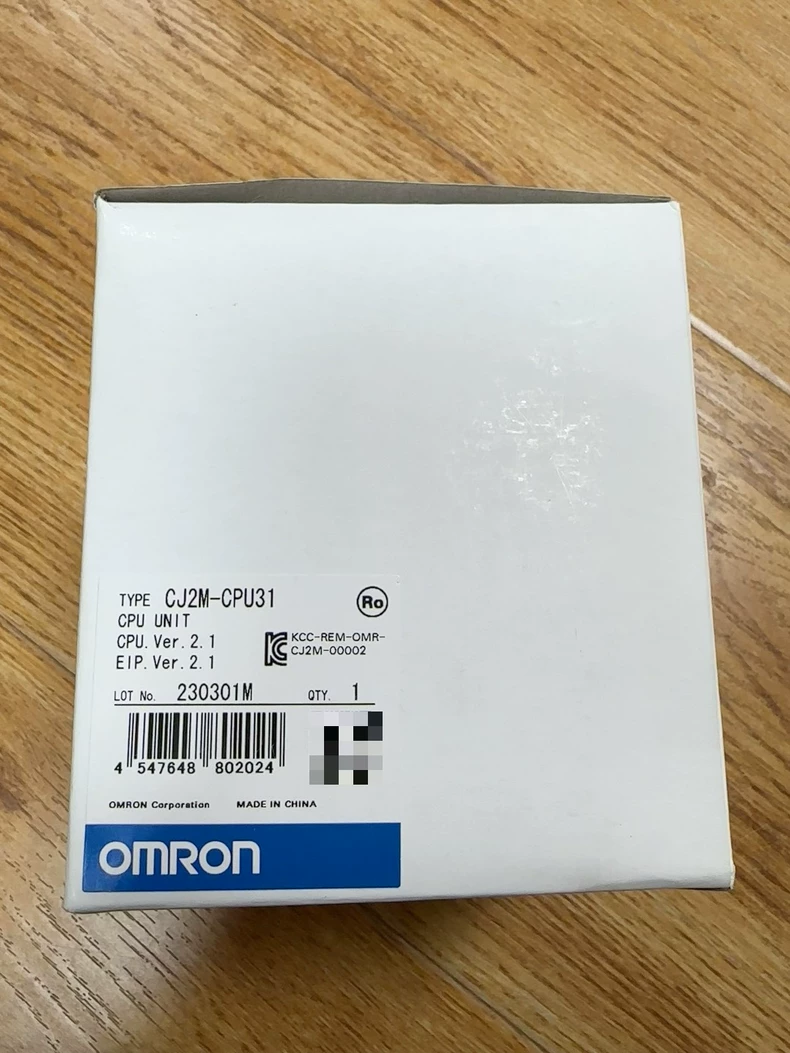 TYPE CJ2M-CPU31
Ro
CPU UNIT
CPU. Ver. 2. 1
EIP. Ver. 2. 1
KCC-REM-OMR-
CJ2M-00002
LOT No. 230301M QTY. 1
4 547648 802024
OMRON Corporation MADE IN CHINA
OMRON